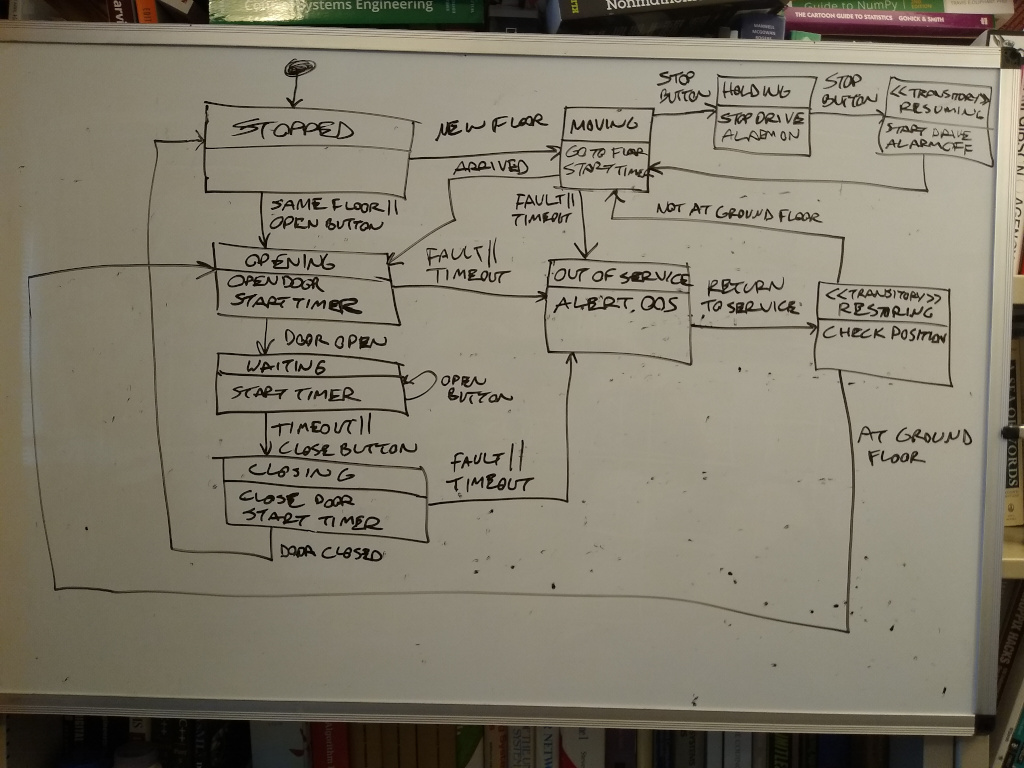 Systems Engineering
Guide to NumPy
THE CARTOON GUIDE TO STATISTICS GONICK & SMITH
STOPPED
NEW FLOOR
ARRIVED
MOVING
GO TO FLOOR
START TIMER
STOP
BUTTON
HOLDING
STOP DRIVE
ALARM ON
STOP
BUTTON
<<TRANSITORY>>
RESUMING
START DRIVE
ALARM OFF
SAME FLOOR||
OPEN BUTTON
FAULT||
TIMEOUT
NOT AT GROUND FLOOR
OPENING
OPEN DOOR
START TIMER
FAULT||
TIMEOUT
OUT OF SERVICE
ALERT, OOS
RETURN
TO SERVICE
<<TRANSITORY>>
RESTORING
CHECK POSITION
DOOR OPEN
WAITING
START TIMER
OPEN
BUTTON
TIMEOUT||
CLOSE BUTTON
CLOSING
CLOSE DOOR
START TIMER
FAULT||
TIMEOUT
AT GROUND
FLOOR
DOOR CLOSED